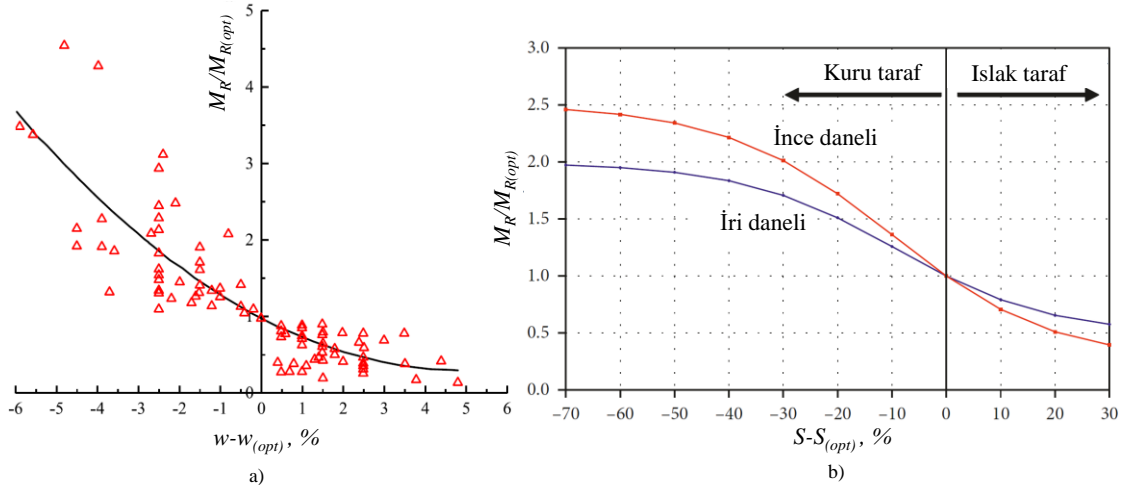 M_R/M_R(opt)
5
4
3
2
1
0
-6 -5 -4 -3 -2 -1 0 1 2 3 4 5 6
w-w_(opt) , %
a)
M_R/M_R(opt)
3.0
2.5
2.0
1.5
1.0
0.5
0.0
Kuru taraf Islak taraf
İnce daneli
İri daneli
−70 −60 −50 −40 −30 −20 −10 0 10 20 30
S-S_(opt) , %
b)